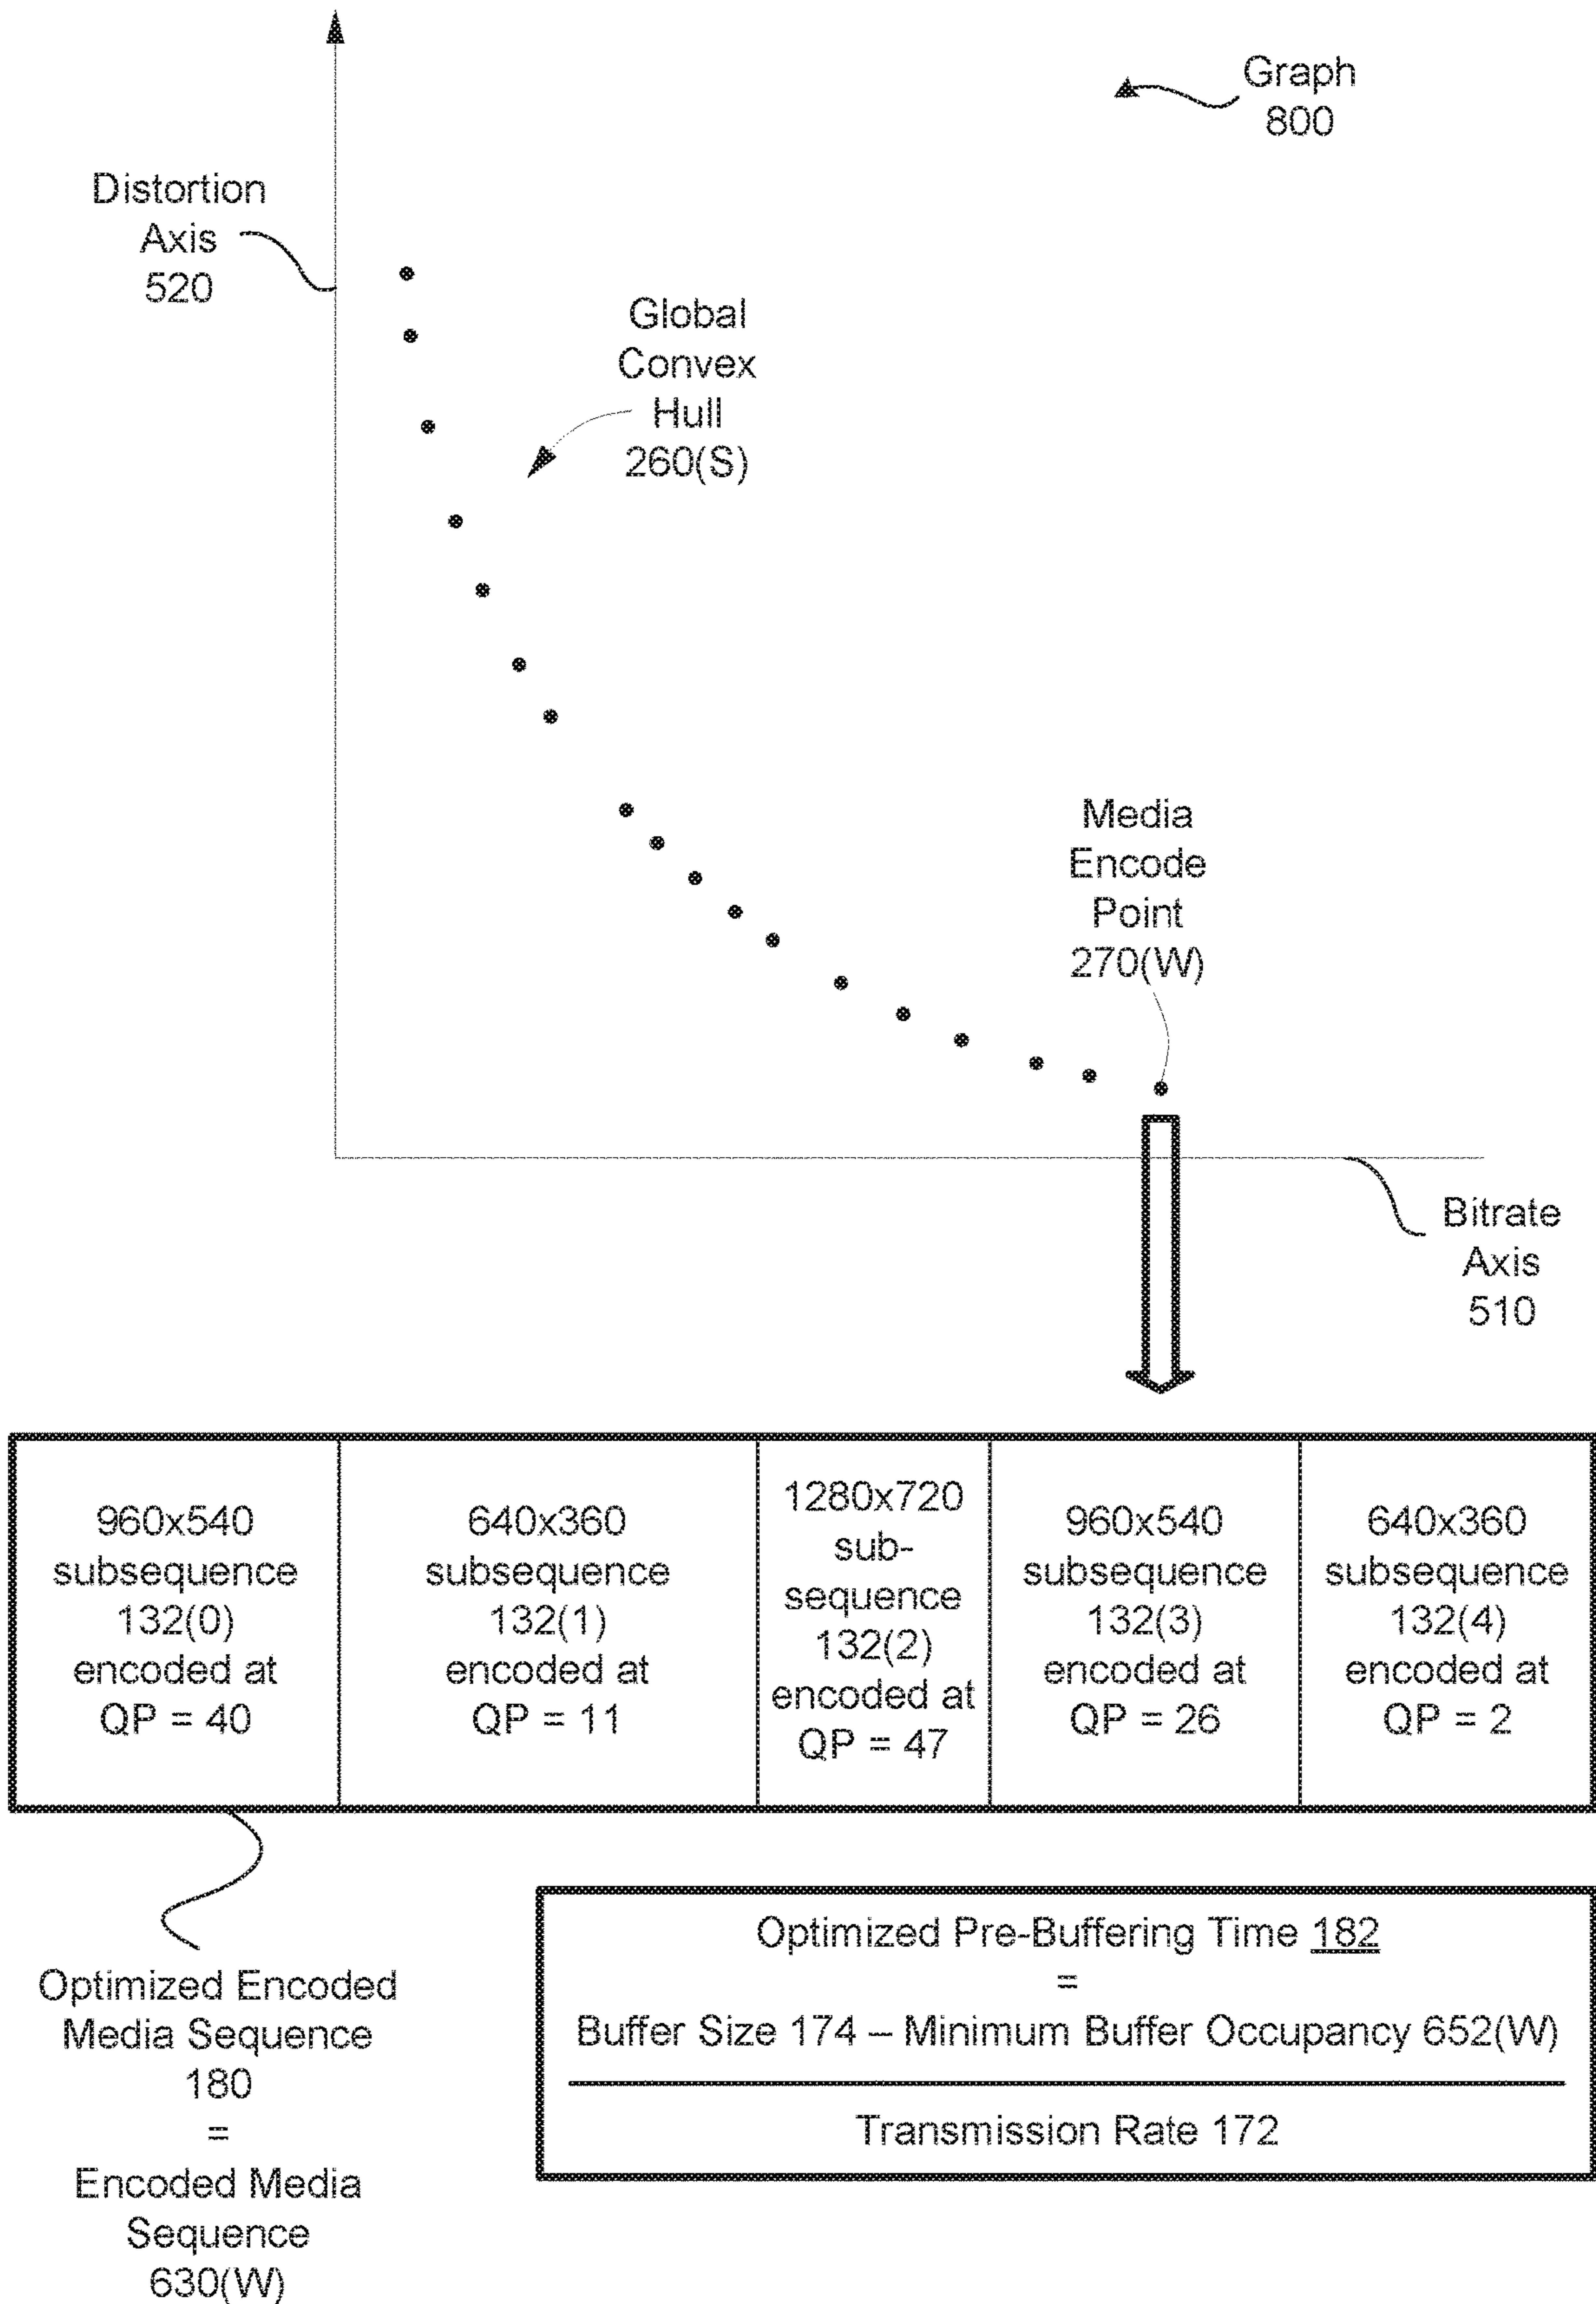 Graph
800
Distortion
Axis
520
Global
Convex
Hull
260(S)
Media
Encode
Point
270(W)
Bitrate
Axis
510
960x540
subsequence
132(0)
encoded at
QP = 40
640x360
subsequence
132(1)
encoded at
QP = 11
1280x720
sub-
sequence
132(2)
encoded at
QP = 47
960x540
subsequence
132(3)
encoded at
QP = 26
640x360
subsequence
132(4)
encoded at
QP = 2
Optimized Encoded
Media Sequence
180
=
Encoded Media
Sequence
630(W)
Optimized Pre-Buffering Time 182
=
Buffer Size 174 – Minimum Buffer Occupancy 652(W)
Transmission Rate 172